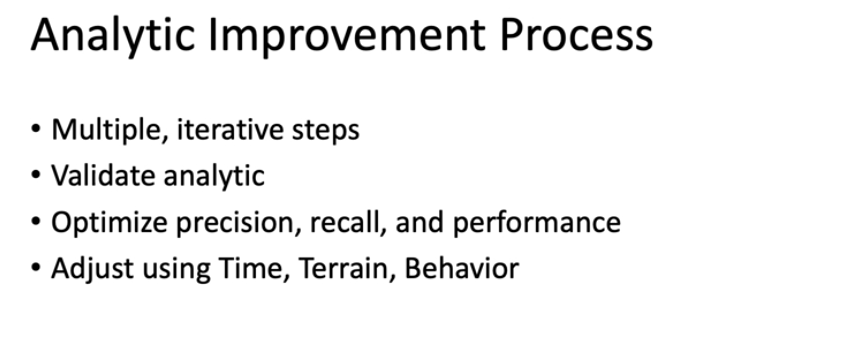 Analytic Improvement Process
• Multiple, iterative steps
• Validate analytic
• Optimize precision, recall, and performance
• Adjust using Time, Terrain, Behavior